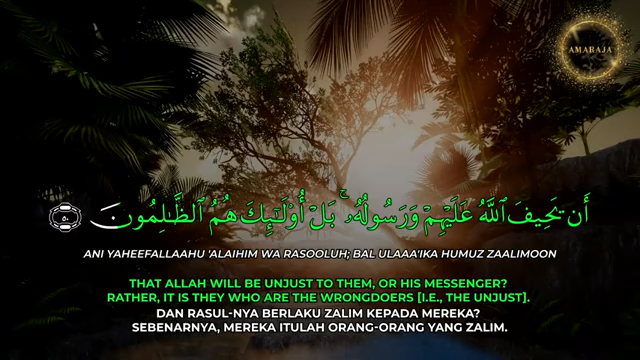 AMARAJA
أَن يَحِيفَ ٱللَّهُ عَلَيْهِمْ وَرَسُولُهُۥ ۚ بَلْ أُو۟لَـٰٓئِكَ هُمُ ٱلظَّـٰلِمُونَ ٥٠
ANI YAHEEFALLAAHU 'ALAIHIM WA RASOOLUH; BAL ULAAA'IKA HUMUZ ZAALIMOON
THAT ALLAH WILL BE UNJUST TO THEM, OR HIS MESSENGER?
RATHER, IT IS THEY WHO ARE THE WRONGDOERS [I.E., THE UNJUST].
DAN RASUL-NYA BERLAKU ZALIM KEPADA MEREKA?
SEBENARNYA, MEREKA ITULAH ORANG-ORANG YANG ZALIM.